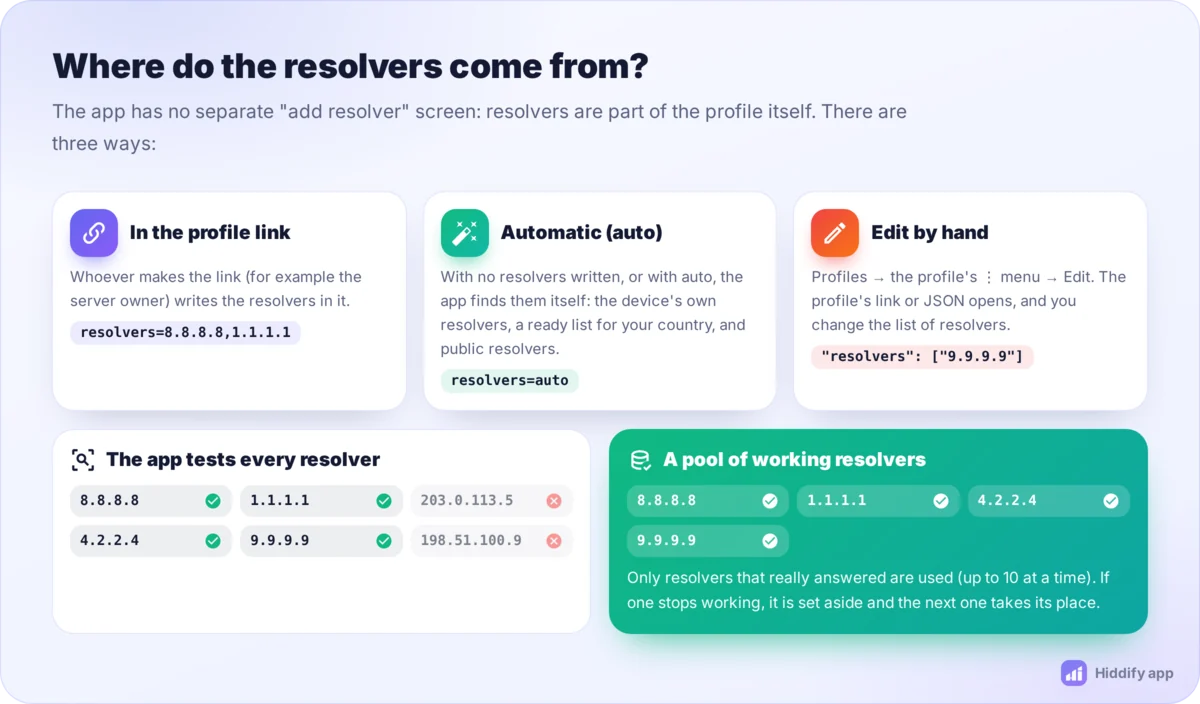 Where do the resolvers come from?
The app has no separate "add resolver" screen: resolvers are part of the profile itself. There are
three ways:
In the profile link
Whoever makes the link (for example the
server owner) writes the resolvers in it.
resolvers=8.8.8.8,1.1.1.1
Automatic (auto)
With no resolvers written, or with auto, the
app finds them itself: the device's own
resolvers, a ready list for your country, and
public resolvers.
resolvers=auto
Edit by hand
Profiles → the profile's ⋮ menu → Edit. The
profile's link or JSON opens, and you
change the list of resolvers.
"resolvers": ["9.9.9.9"]
The app tests every resolver
8.8.8.8 1.1.1.1 203.0.113.5
4.2.2.4 9.9.9.9 198.51.100.9
A pool of working resolvers
8.8.8.8 1.1.1.1 4.2.2.4
9.9.9.9
Only resolvers that really answered are used (up to 10 at a time). If
one stops working, it is set aside and the next one takes its place.
Hiddify app